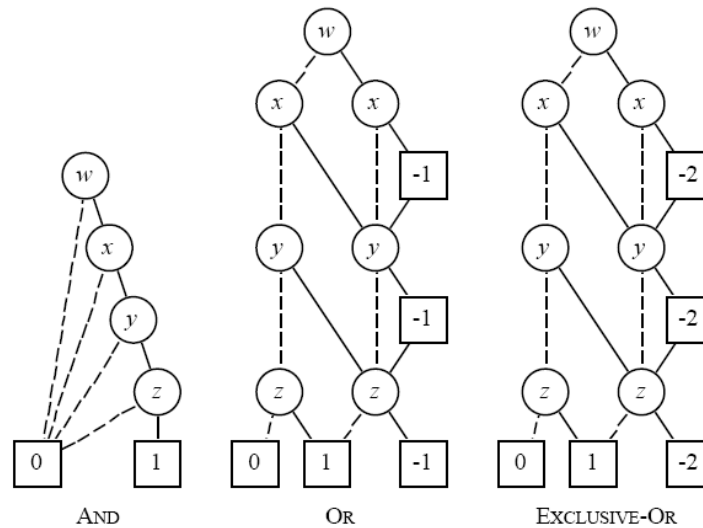 w w
x x x x
-1 -2
w
x
y y y y
y
-1 -2
z z z z z
0 1 0 1 -1 0 1 -2
AND OR EXCLUSIVE-OR